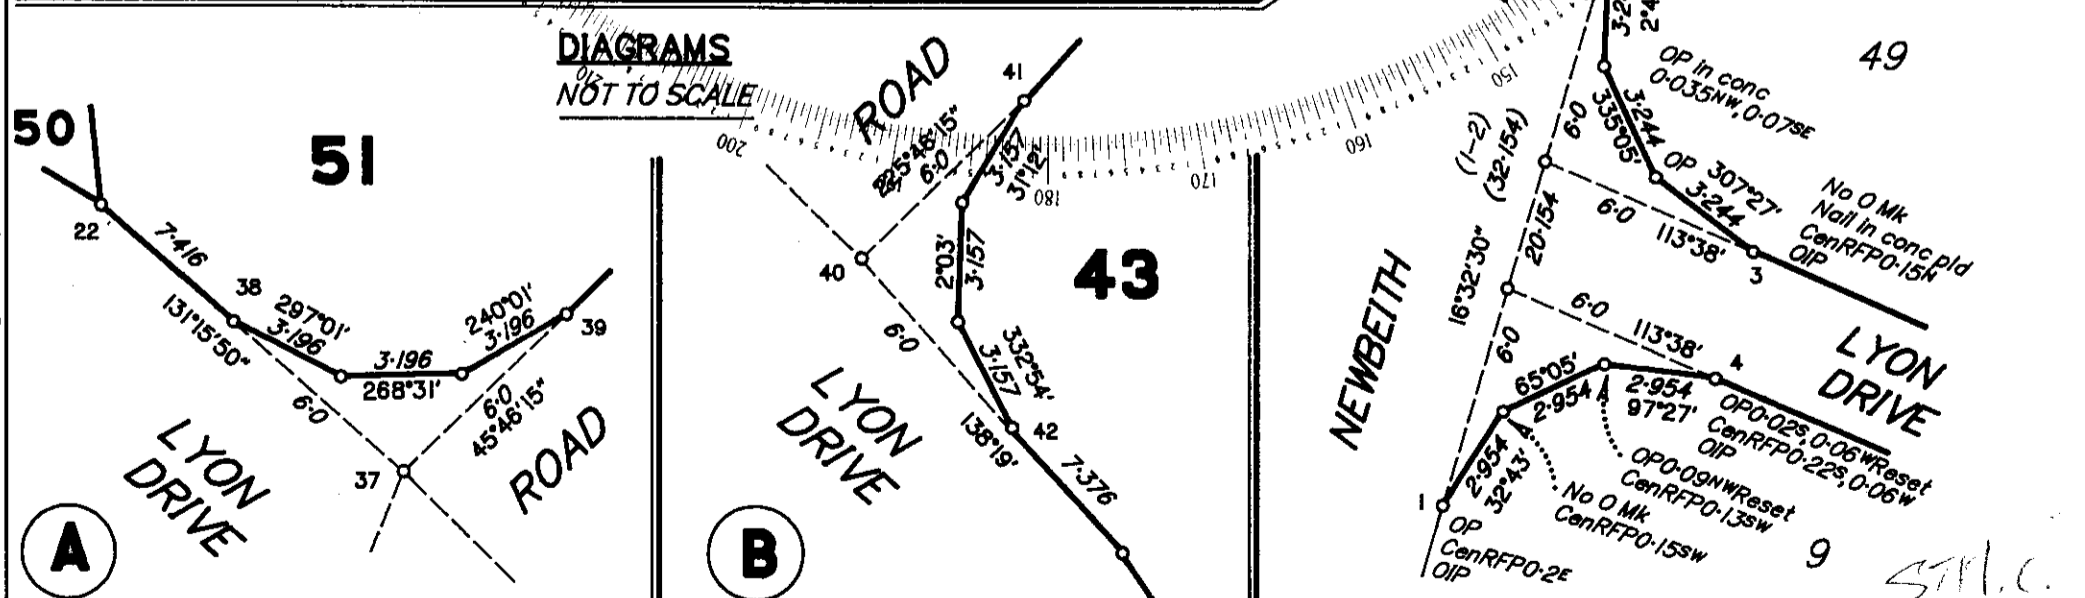 DIAGRAMS
NOT TO SCALE
50
51
22
7·416
131°15'50"
38
297°01'
3·196
3·196
268°31'
240°01'
3·196
39
6·0
6·0
45°46'15"
37
LYON
DRIVE
ROAD
A
210
200
180
170
160
150
ROAD
41
225°46'15"
6·0
3·157
31°12'
40
2°03'
3·157
43
6·0
332°54'
3·157
42
138°19'
7·376
LYON
DRIVE
B
49
OP in conc
0·035NW, 0·07SE
6·0
3·244
335°05'
(1-2)
(32·154)
OP 307°27'
3·244
No O Mk
Nail in conc pld
CenRFP0·15N
OIP
6·0
113°38'
3
20·154
16°32'30"
NEWBEITH
6·0
6·0
113°38'
4
LYON
DRIVE
65°05'
2·954
2·954
97°27'
OP0·02S, 0·06WReset
CenRFP0·22S, 0·06W
OIP
OP0·09NWReset
CenRFP0·13SW
No O Mk
CenRFP0·15SW
2·954
32°43'
1
OP
CenRFP0·2E
OIP
9